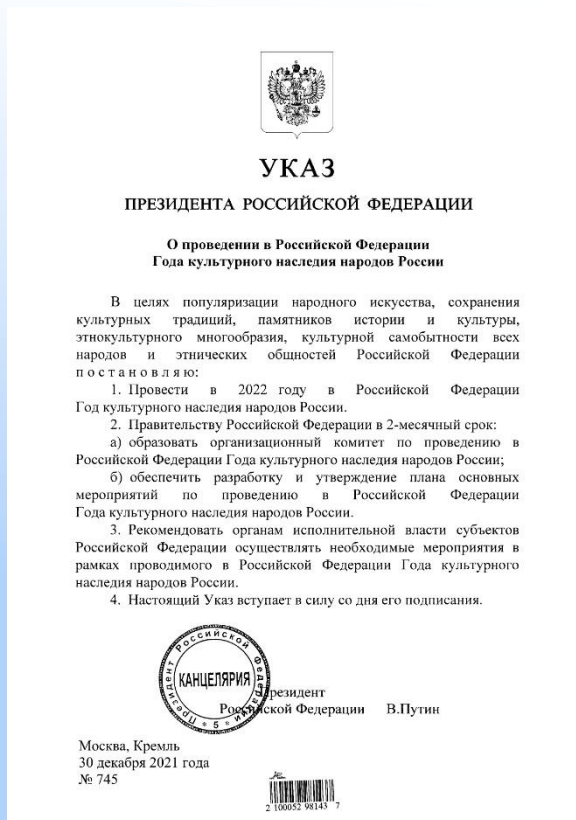 УКАЗ
ПРЕЗИДЕНТА РОССИЙСКОЙ ФЕДЕРАЦИИ
О проведении в Российской Федерации
Года культурного наследия народов России
В целях популяризации народного искусства, сохранения
культурных традиций, памятников истории и культуры,
этнокультурного многообразия, культурной самобытности всех
народов и этнических общностей Российской Федерации
п о с т а н о в л я ю:
1. Провести в 2022 году в Российской Федерации
Год культурного наследия народов России.
2. Правительству Российской Федерации в 2-месячный срок:
а) образовать организационный комитет по проведению в
Российской Федерации Года культурного наследия народов России;
б) обеспечить разработку и утверждение плана основных
мероприятий по проведению в Российской Федерации
Года культурного наследия народов России.
3. Рекомендовать органам исполнительной власти субъектов
Российской Федерации осуществлять необходимые мероприятия в
рамках проводимого в Российской Федерации Года культурного
наследия народов России.
4. Настоящий Указ вступает в силу со дня его подписания.
Президент Российской Федерации
КАНЦЕЛЯРИЯ
* 5 *
Президент
Российской Федерации В.Путин
Москва, Кремль
30 декабря 2021 года
№ 745
2 100052 98143 7